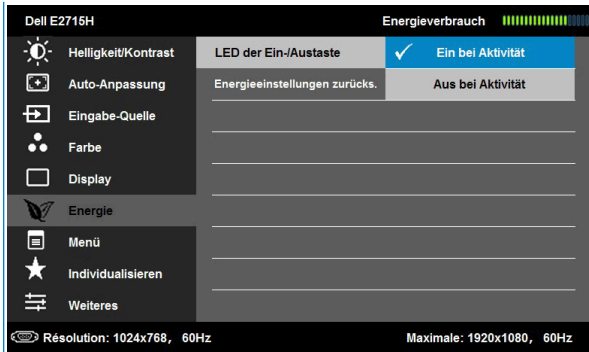 Dell E2715H Energieverbrauch
Helligkeit/Kontrast LED der Ein-/Austaste Ein bei Aktivität
Auto-Anpassung Energieeinstellungen zurücks. Aus bei Aktivität
Eingabe-Quelle
Farbe
Display
Energie
Menü
Individualisieren
Weiteres
Résolution: 1024x768, 60Hz Maximale: 1920x1080, 60Hz